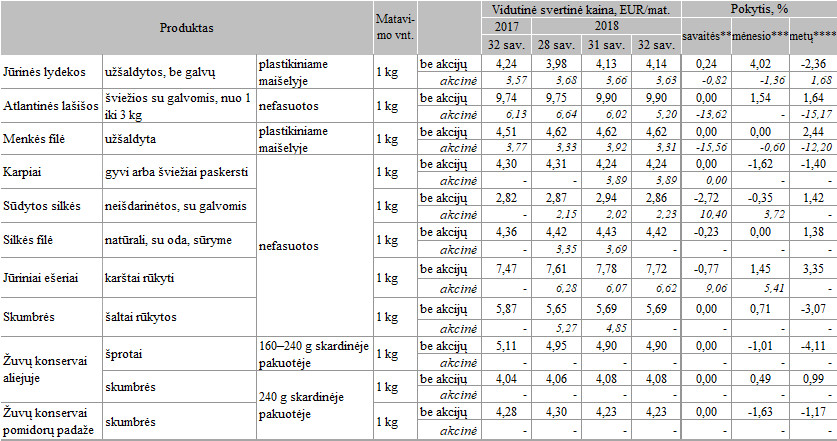 Produktas Matavi-mo vnt. Vidutinė svertinė kaina, EUR/mat. Pokytis, %
2017 2018 savaitės** mėnesio*** metų****
32 sav. 28 sav. 31 sav. 32 sav.
Jūrinės lydekos užšaldytos, be galvų plastikiniame maišelyje 1 kg be akcijų 4,24 3,98 4,13 4,14 0,24 4,02 -2,36
akcinė 3,57 3,68 3,66 3,63 -0,82 -1,36 1,68
Atlantinės lašišos šviežios su galvomis, nuo 1 iki 3 kg nefasuotos 1 kg be akcijų 9,74 9,75 9,90 9,90 0,00 1,54 1,64
akcinė 6,13 6,64 6,02 5,20 -13,62 - -15,17
Menkės filė užšaldyta plastikiniame maišelyje 1 kg be akcijų 4,51 4,62 4,62 4,62 0,00 0,00 2,44
akcinė 3,77 3,33 3,92 3,31 -15,56 -0,60 -12,20
Karpiai gyvi arba šviežiai paskersti nefasuotos 1 kg be akcijų 4,30 4,31 4,24 4,24 0,00 -1,62 -1,40
akcinė - - 3,89 3,89 0,00 - -
Sūdytos silkės neišdarinėtos, su galvomis 1 kg be akcijų 2,82 2,87 2,94 2,86 -2,72 -0,35 1,42
akcinė - 2,15 2,02 2,23 10,40 3,72 -
Silkės filė natūrali, su oda, sūryme 1 kg be akcijų 4,36 4,42 4,43 4,42 -0,23 0,00 1,38
akcinė - 3,35 3,69 - - - -
Jūriniai ešeriai karštai rūkyti 1 kg be akcijų 7,47 7,61 7,78 7,72 -0,77 1,45 3,35
akcinė - 6,28 6,07 6,62 9,06 5,41 -
Skumbrės šaltai rūkytos 1 kg be akcijų 5,87 5,65 5,69 5,69 0,00 0,71 -3,07
akcinė - 5,27 4,85 - - - -
Žuvų konservai aliejuje šprotai 160–240 g skardinėje pakuotėje 1 kg be akcijų 5,11 4,95 4,90 4,90 0,00 -1,01 -4,11
akcinė - - - - - - -
skumbrės 240 g skardinėje pakuotėje 1 kg be akcijų 4,04 4,06 4,08 4,08 0,00 0,49 0,99
akcinė - - - - - - -
Žuvų konservai pomidorų padaže skumbrės 1 kg be akcijų 4,28 4,30 4,23 4,23 0,00 -1,63 -1,17
akcinė - - - - - - -